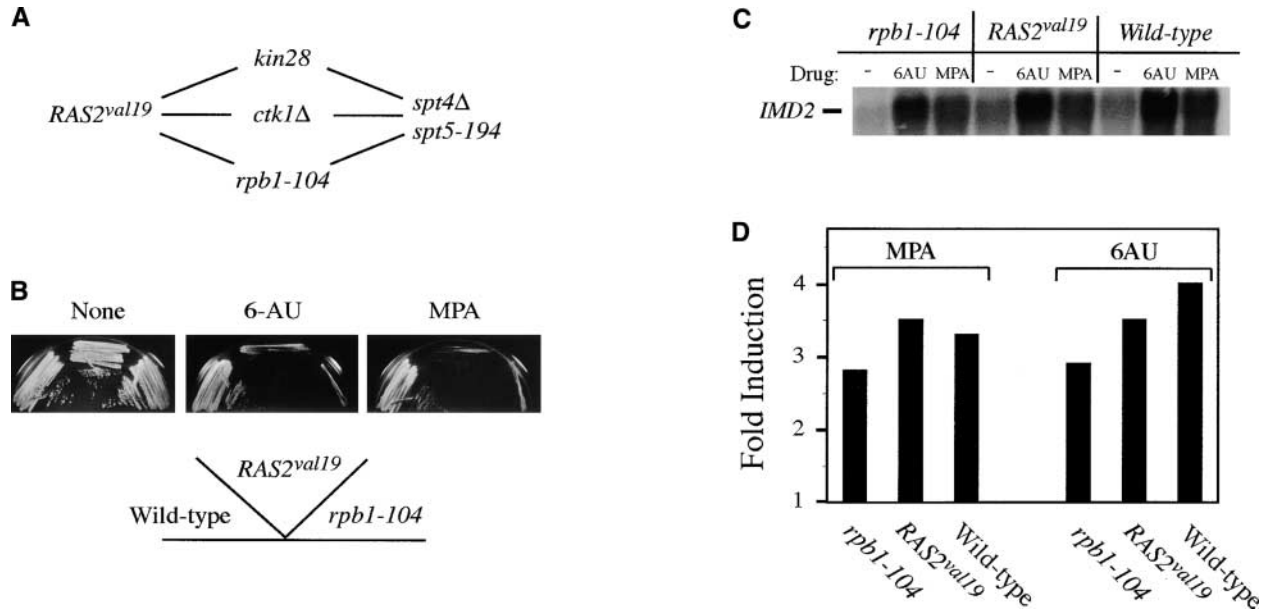 A
kin28
RAS2val19
ctk1Δ
spt4Δ
spt5-194
rpb1-104
B
None 6-AU MPA
RAS2val19
Wild-type
rpb1-104
C
rpb1-104 RAS2val19 Wild-type
Drug: - 6AU MPA - 6AU MPA - 6AU MPA
IMD2
D
MPA 6AU
Fold Induction
4
3
2
1
rpb1-104 RAS2val19 Wild-type rpb1-104 RAS2val19 Wild-type